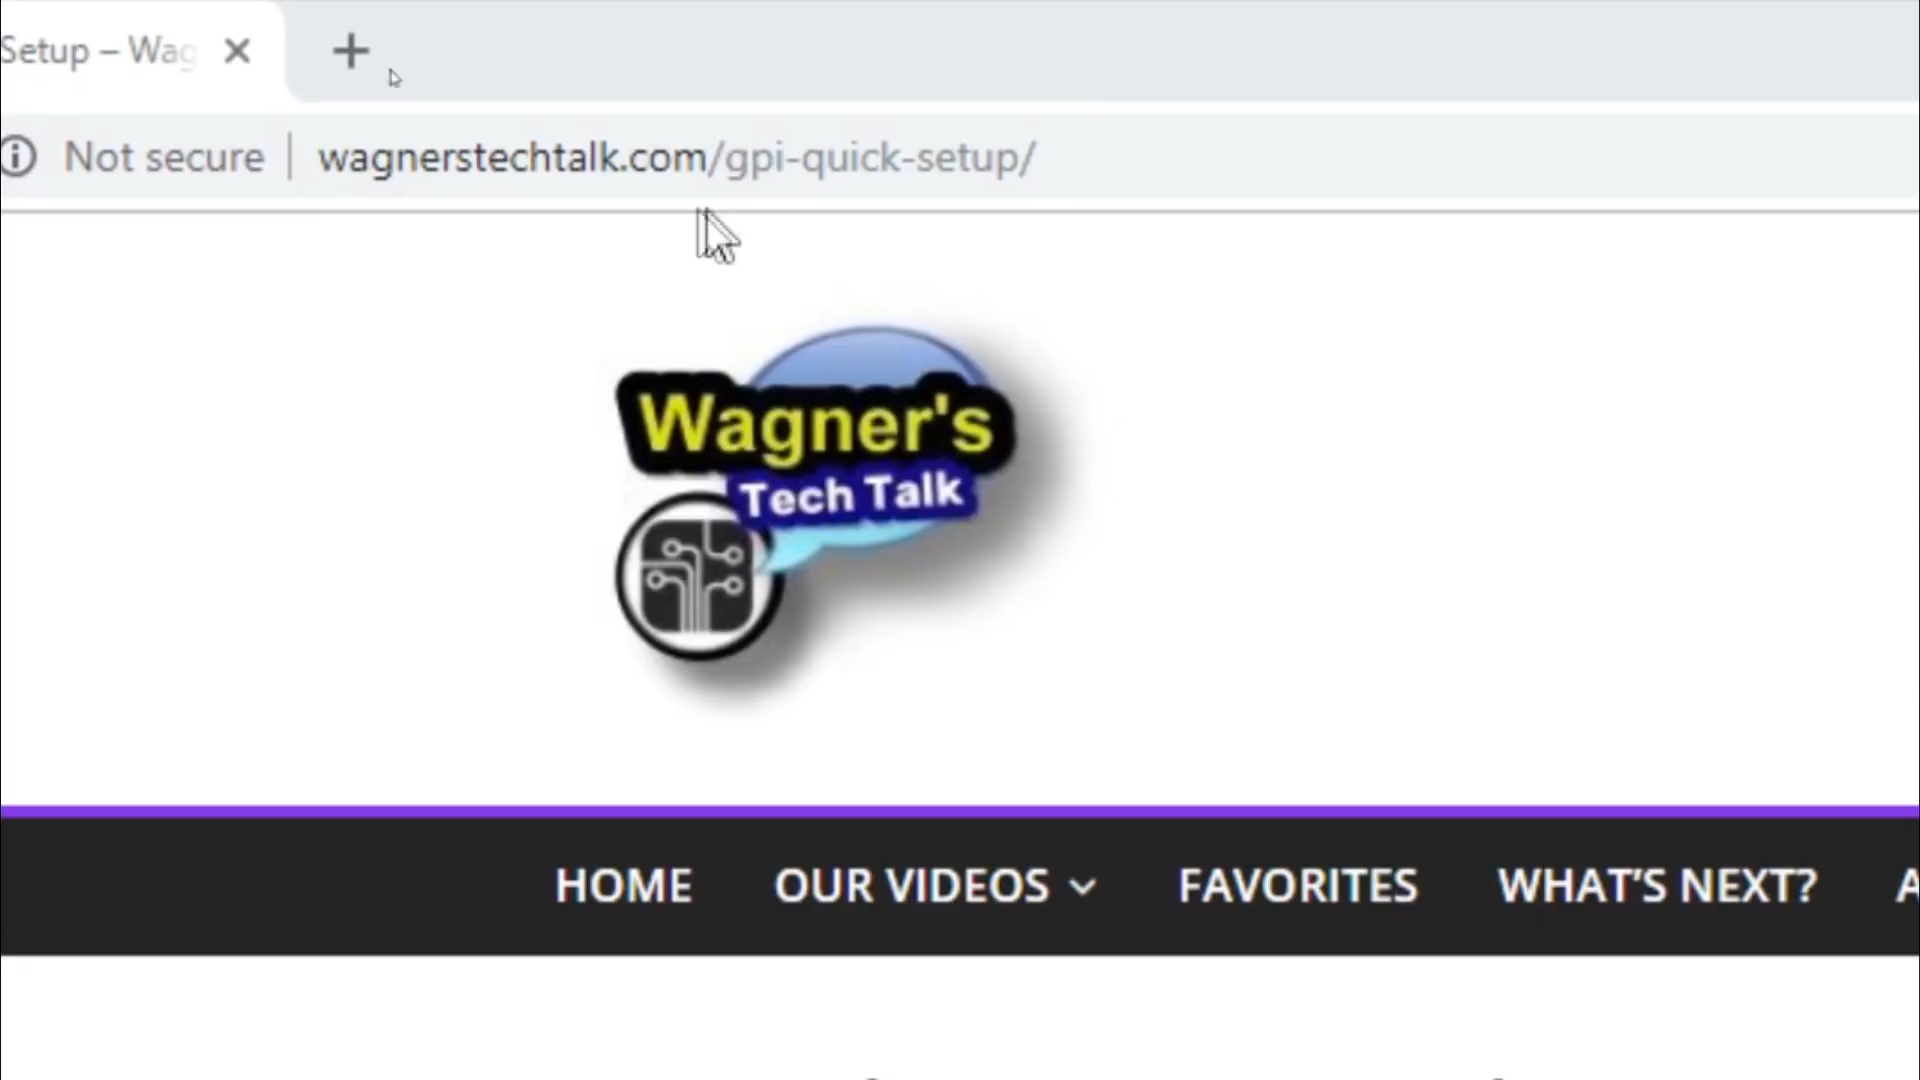 Setup – Wag
Not secure
wagnerstechtalk.com/gpi-quick-setup/
Wagner's
Tech Talk
HOME OUR VIDEOS FAVORITES WHAT'S NEXT? A